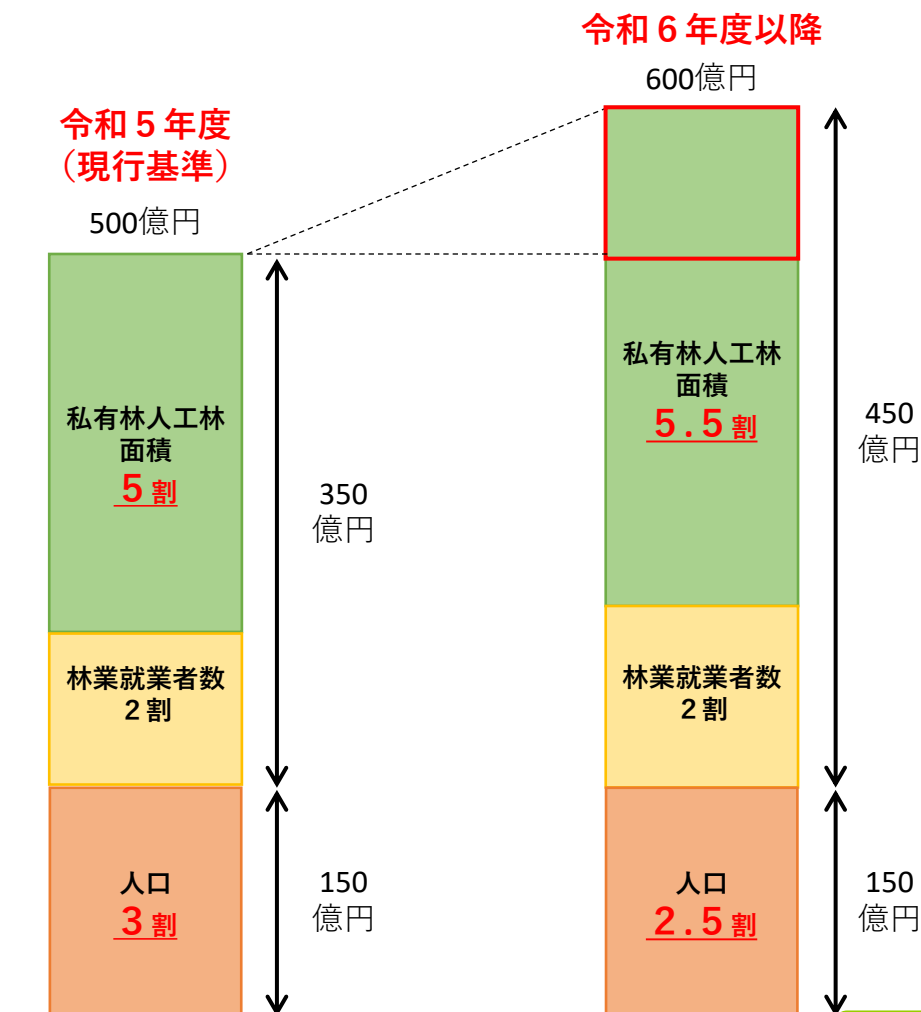 令和５年度
（現行基準）
500億円
私有林人工林
面積
５割
林業就業者数
２割
人口
３割
350
億円
150
億円
令和６年度以降
600億円
私有林人工林
面積
５.５割
林業就業者数
２割
人口
２.５割
450
億円
150
億円